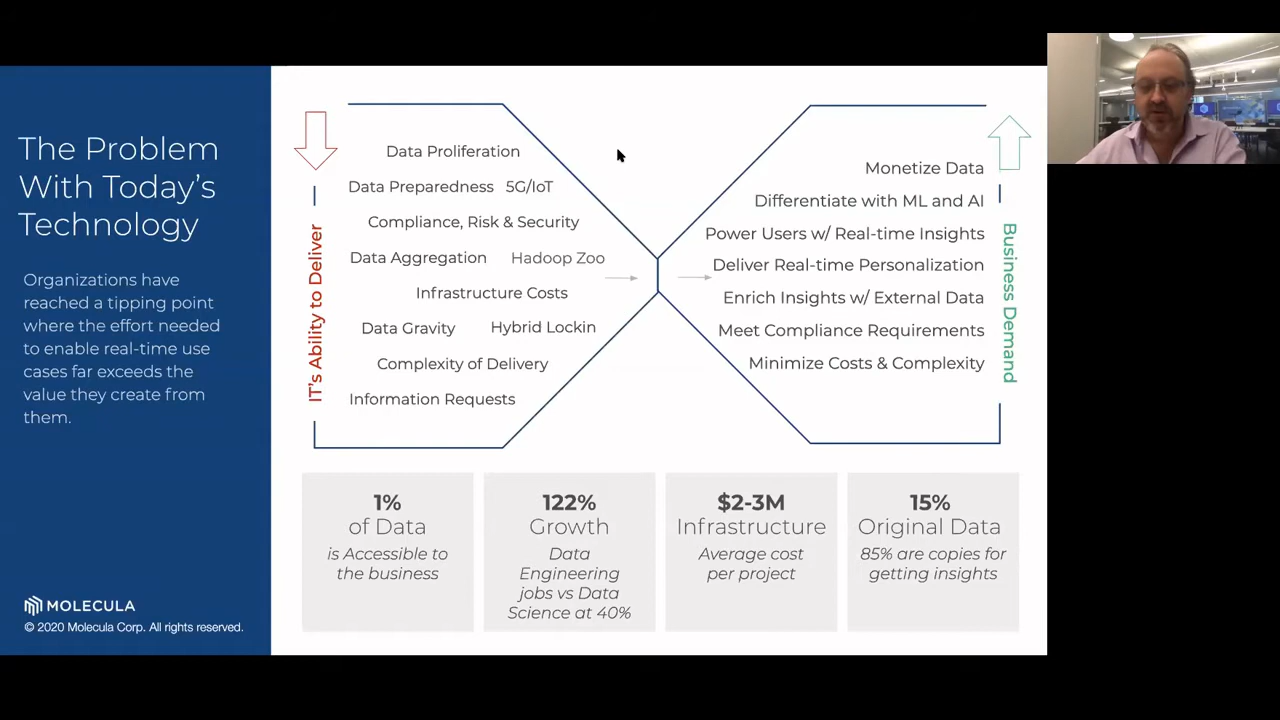 The Problem
With Today's
Technology
Organizations have
reached a tipping point
where the effort needed
to enable real-time use
cases far exceeds the
value they create from
them.
MOLECULA
© 2020 Molecula Corp. All rights reserved.
IT's Ability to Deliver
Data Proliferation
Data Preparedness 5G/IoT
Compliance, Risk & Security
Data Aggregation Hadoop Zoo
Infrastructure Costs
Data Gravity Hybrid Lockin
Complexity of Delivery
Information Requests
Monetize Data
Differentiate with ML and AI
Power Users w/ Real-time Insights
Deliver Real-time Personalization
Enrich Insights w/ External Data
Meet Compliance Requirements
Minimize Costs & Complexity
Business Demand
1%
of Data
is Accessible to
the business
122%
Growth
Data
Engineering
jobs vs Data
Science at 40%
$2-3M
Infrastructure
Average cost
per project
15%
Original Data
85% are copies for
getting insights